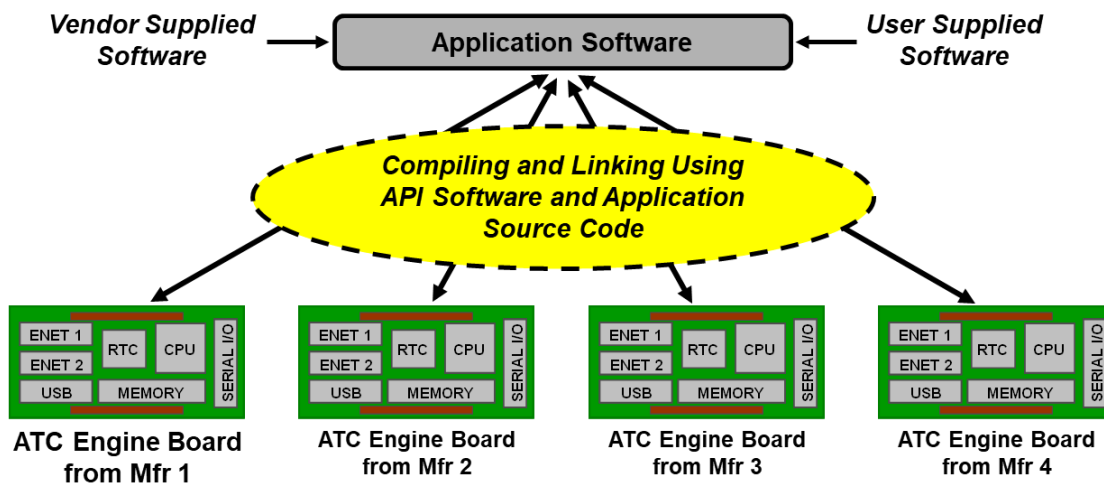 Vendor Supplied
Software
Application Software
User Supplied
Software
Compiling and Linking Using
API Software and Application
Source Code
ENET 1
ENET 2
USB
RTC
CPU
MEMORY
SERIAL I/O
ATC Engine Board
from Mfr 1
ENET 1
ENET 2
USB
RTC
CPU
MEMORY
SERIAL I/O
ATC Engine Board
from Mfr 2
ENET 1
ENET 2
USB
RTC
CPU
MEMORY
SERIAL I/O
ATC Engine Board
from Mfr 3
ENET 1
ENET 2
USB
RTC
CPU
MEMORY
SERIAL I/O
ATC Engine Board
from Mfr 4